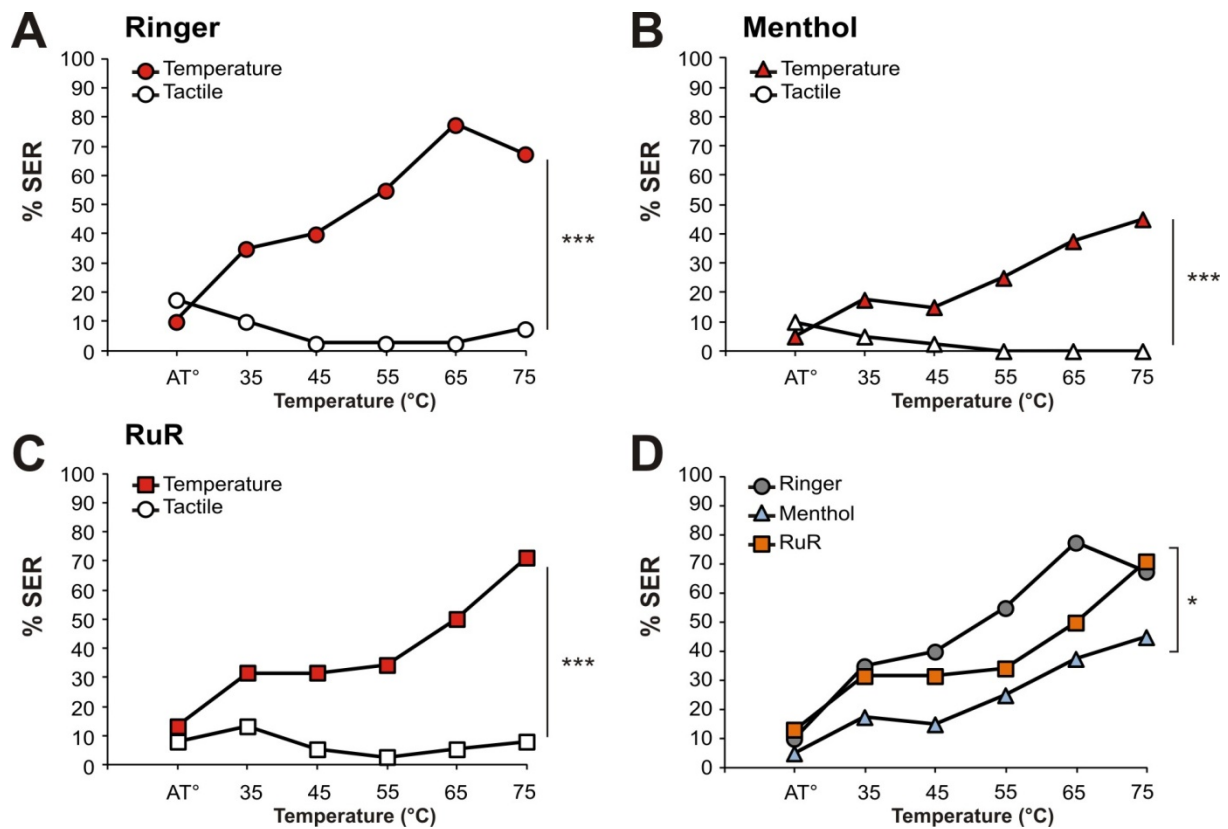 A
Ringer
100
90
80
70
60
50
40
30
20
10
0
% SER
Temperature
Tactile
***
AT° 35 45 55 65 75
Temperature (°C)
B
Menthol
100
90
80
70
60
50
40
30
20
10
0
% SER
Temperature
Tactile
***
AT° 35 45 55 65 75
Temperature (°C)
C
RuR
100
90
80
70
60
50
40
30
20
10
0
% SER
Temperature
Tactile
***
AT° 35 45 55 65 75
Temperature (°C)
D
100
90
80
70
60
50
40
30
20
10
0
% SER
Ringer
Menthol
RuR
*
AT° 35 45 55 65 75
Temperature (°C)